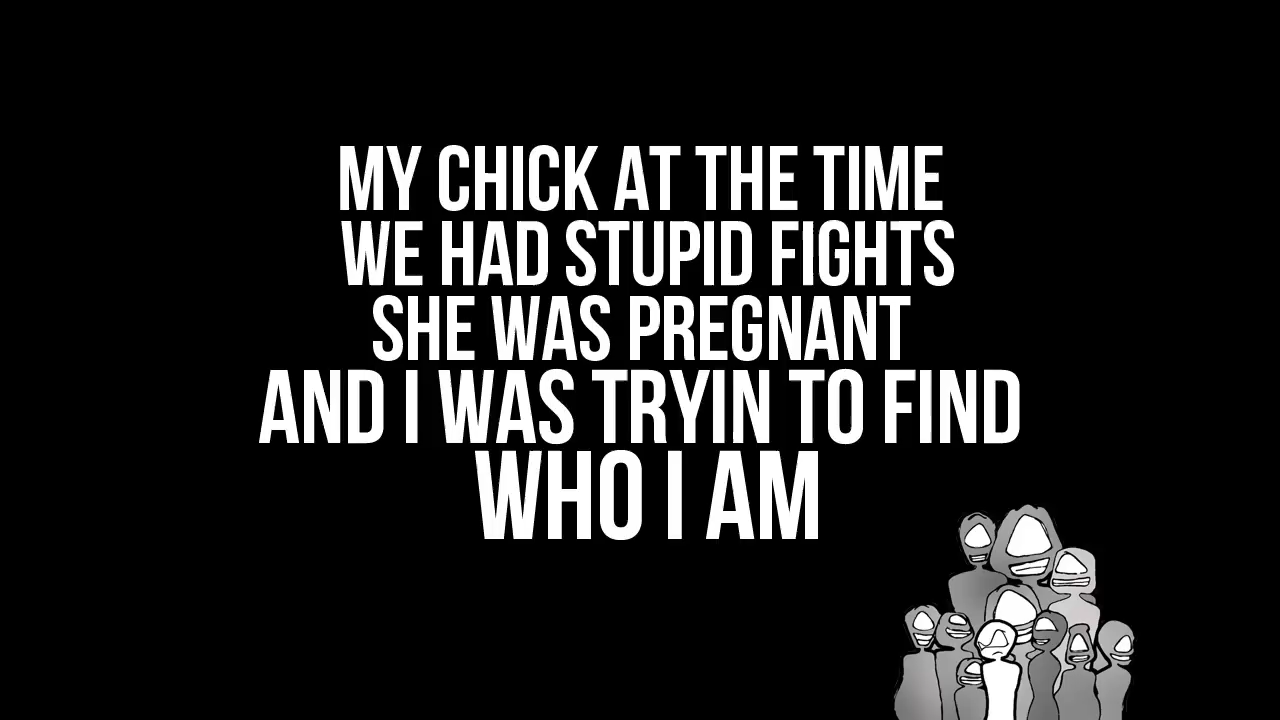 MY CHICK AT THE TIME
WE HAD STUPID FIGHTS
SHE WAS PREGNANT
AND I WAS TRYIN TO FIND
WHO I AM